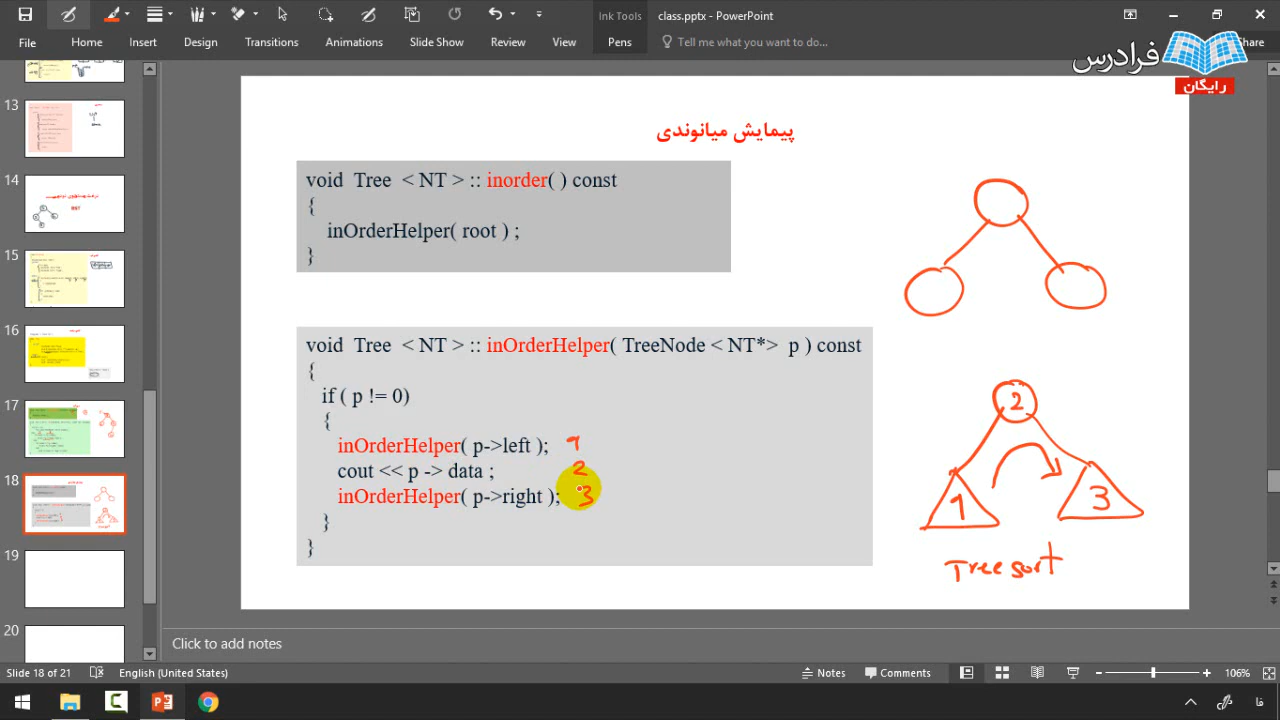 Ink Tools
class.pptx - PowerPoint
File
Home
Insert
Design
Transitions
Animations
Slide Show
Review
View
Pens
Tell me what you want to do...
Share
فرادرس
رایگان
13
14
BST
15
16
17
18
19
20
پیمایش میانوندی
void Tree < NT > :: inorder( ) const
{
inOrderHelper( root ) ;
}
void Tree < NT > :: inOrderHelper( TreeNode < NT*> p ) const
{
if ( p != 0)
{
inOrderHelper( p->left ); 1
cout << p -> data ; 2
inOrderHelper( p->right ); 3
}
}
2
1 3
Tree sort
Click to add notes
Slide 18 of 21
English (United States)
Notes
Comments
106%
فا